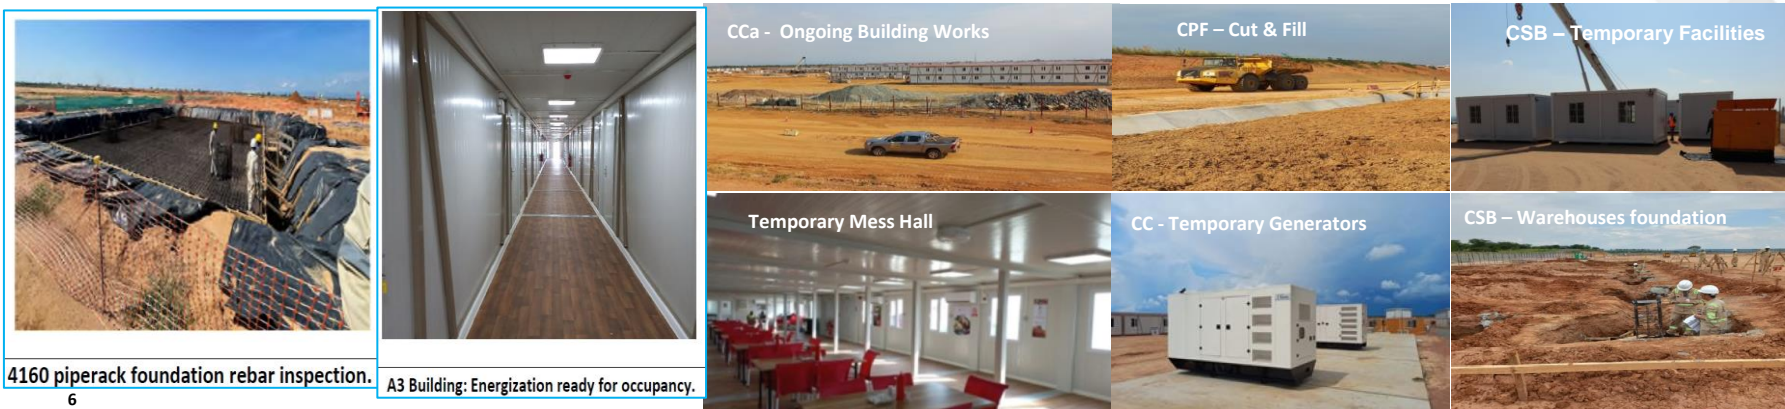 CCa - Ongoing Building Works
CPF – Cut & Fill
CSB – Temporary Facilities
Temporary Mess Hall
CC - Temporary Generators
CSB – Warehouses foundation
4160 piperack foundation rebar inspection.
A3 Building: Energization ready for occupancy.
6